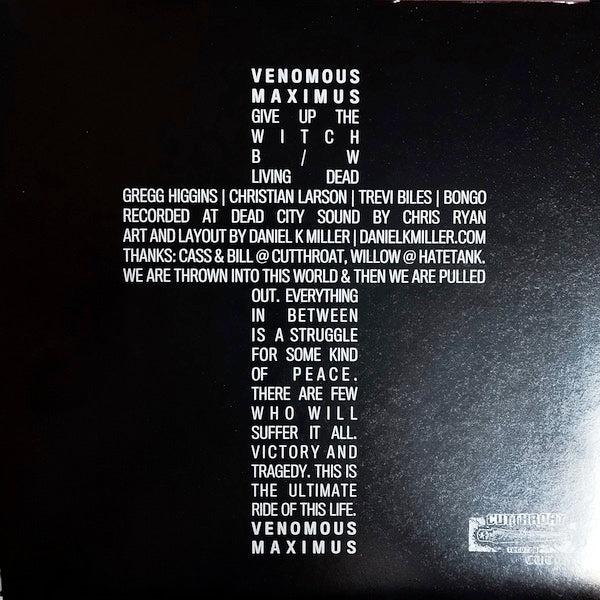 VENOMOUS
MAXIMUS
GIVE UP THE
WITCH
B / W
LIVING DEAD
GREGG HIGGINS | CHRISTIAN LARSON | TREVI BILES | BONGO
RECORDED AT DEAD CITY SOUND BY CHRIS RYAN
ART AND LAYOUT BY DANIEL K MILLER | DANIELKMILLER.COM
THANKS: CASS & BILL @ CUTTHROAT, WILLOW @ HATETANK.
WE ARE THROWN INTO THIS WORLD & THEN WE ARE PULLED
OUT. EVERYTHING
IN BETWEEN
IS A STRUGGLE
FOR SOME KIND
OF PEACE.
THERE ARE FEW
WHO WILL
SUFFER IT ALL.
VICTORY AND
TRAGEDY. THIS IS
THE ULTIMATE
RIDE OF THIS LIFE.
VENOMOUS
MAXIMUS
CUTTHROAT
records